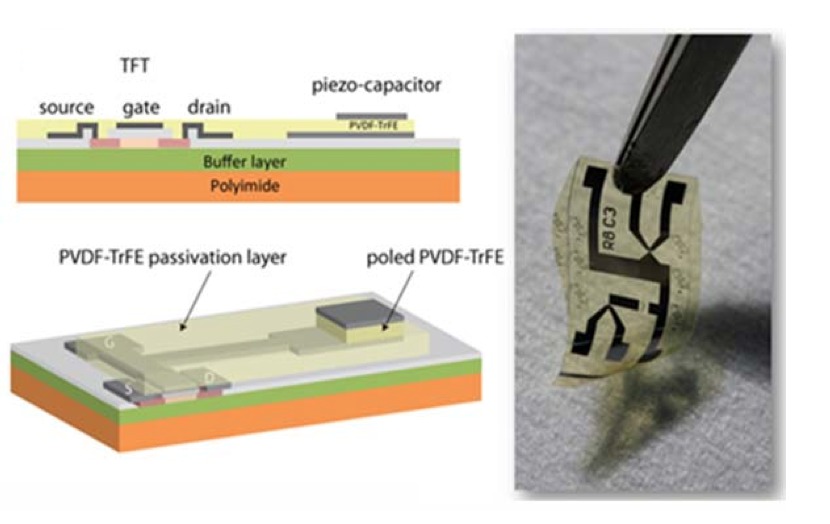 TFT
piezo-capacitor
source gate drain
PVDF-TrFE
Buffer layer
Polyimide
PVDF-TrFE passivation layer
poled PVDF-TrFE
G
S
D
R8 C3